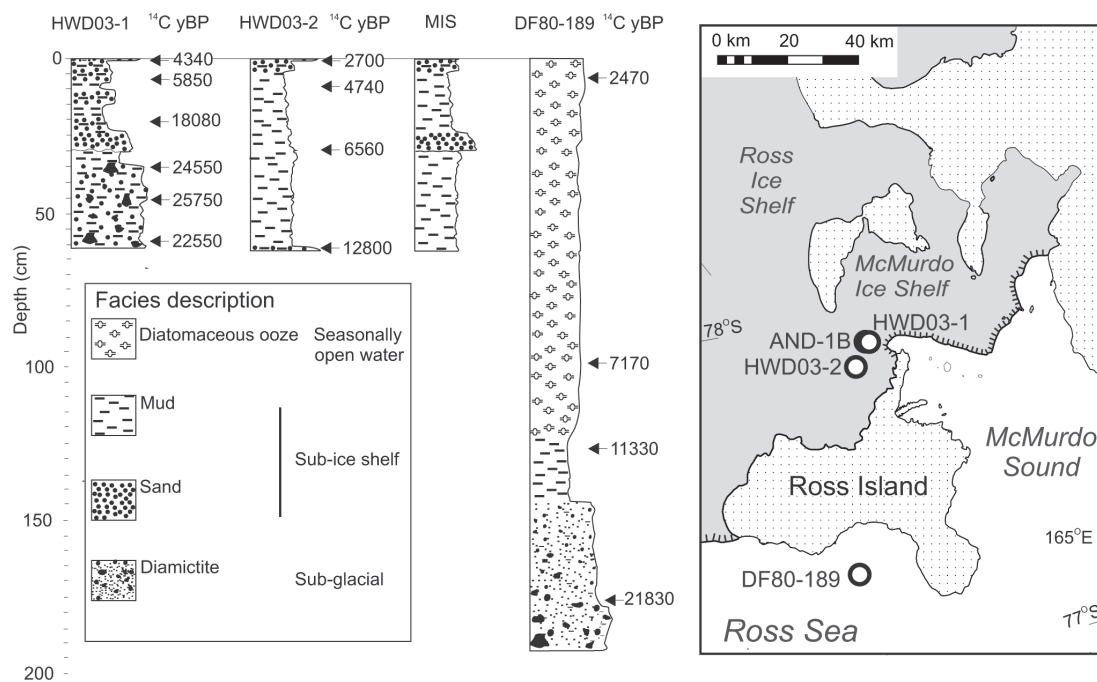 HWD03-1 ¹⁴C yBP HWD03-2 ¹⁴C yBP MIS DF80-189 ¹⁴C yBP
0
50
100
150
200
Depth (cm)
4340
5850
18080
24550
25750
22550
2700
4740
6560
12800
2470
7170
11330
21830
Facies description
Diatomaceous ooze
Seasonally
open water
Mud
Sub-ice shelf
Sand
Diamictite
Sub-glacial
0 km 20 40 km
Ross
Ice
Shelf
McMurdo
Ice Shelf
78°S
HWD03-1
AND-1B
HWD03-2
McMurdo
Sound
Ross Island
165°E
DF80-189
77°S
Ross Sea